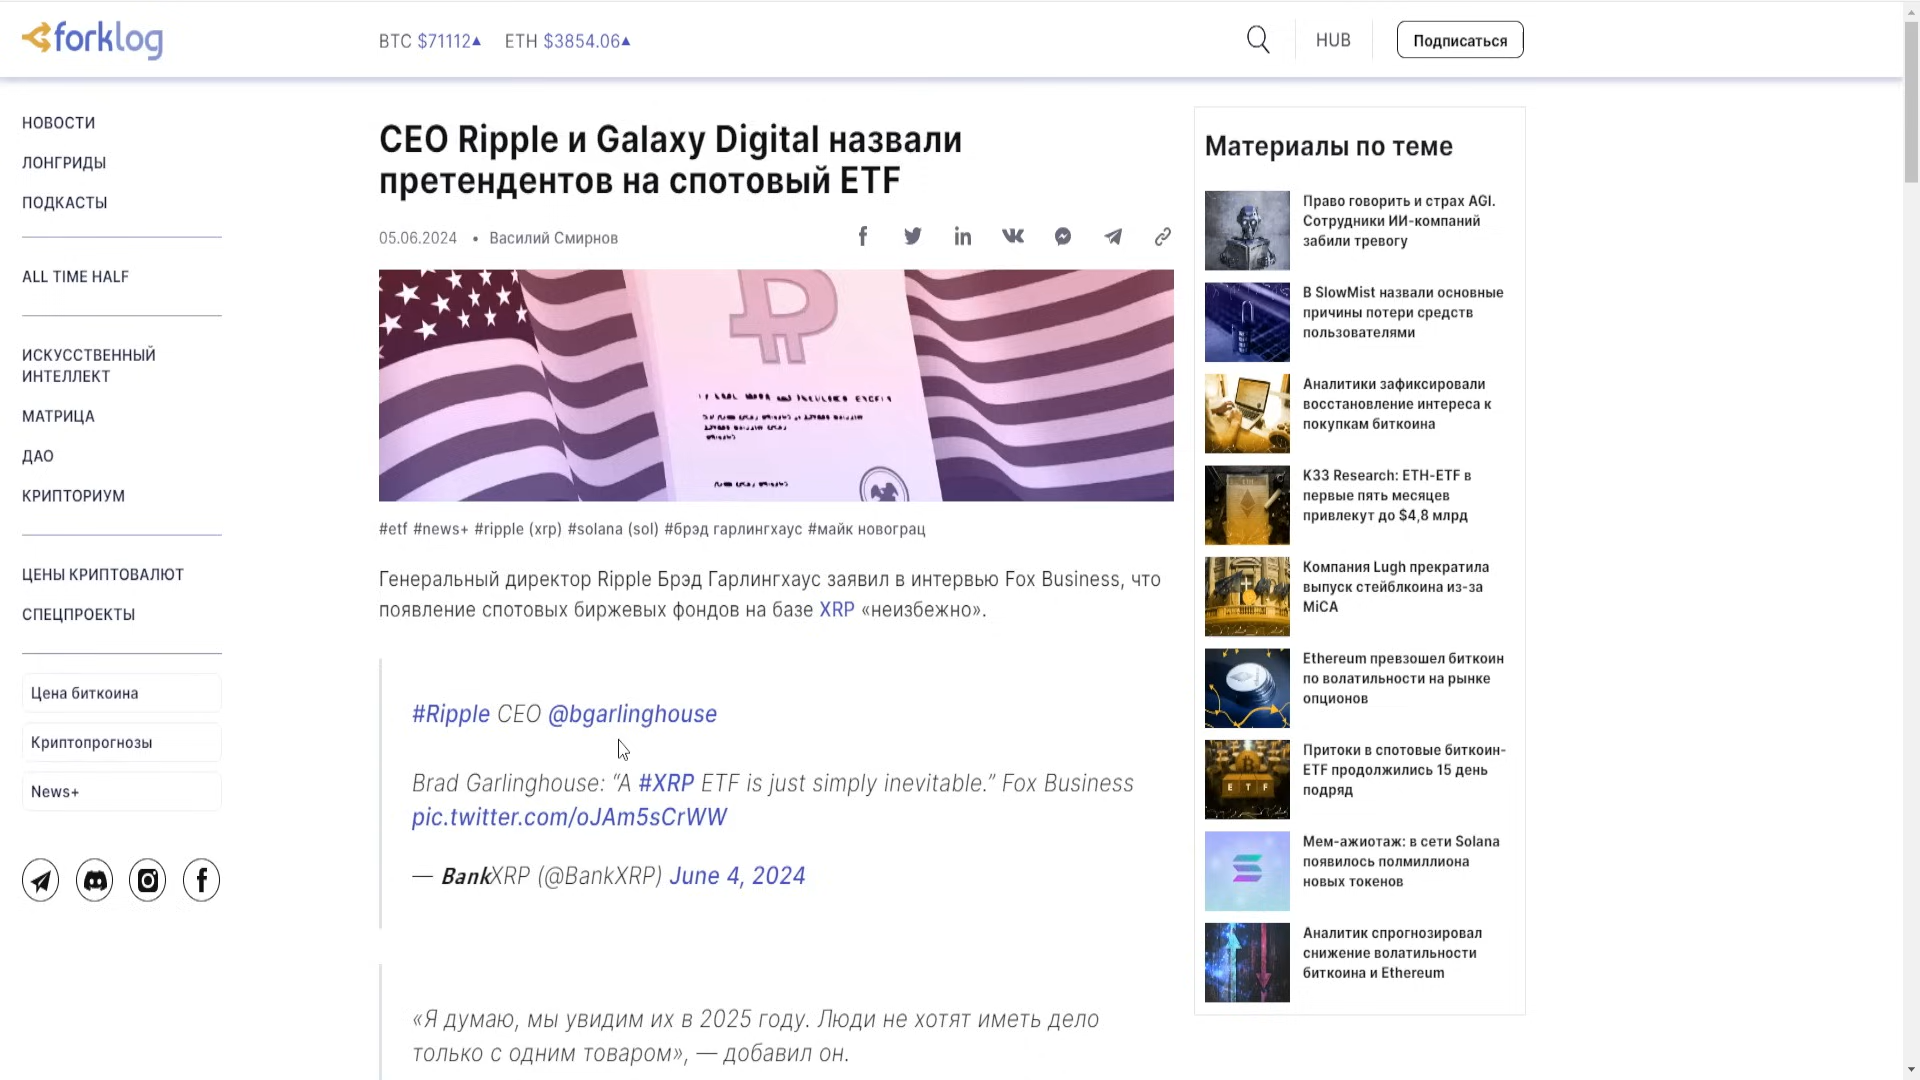 forklog
BTC $71112▲ ETH $3854.06▲
HUB
Подписаться
НОВОСТИ
ЛОНГРИДЫ
ПОДКАСТЫ
ALL TIME HALF
ИСКУССТВЕННЫЙ
ИНТЕЛЛЕКТ
МАТРИЦА
ДАО
КРИПТОРИУМ
ЦЕНЫ КРИПТОВАЛЮТ
СПЕЦПРОЕКТЫ
Цена биткоина
Криптопрогнозы
News+
CEO Ripple и Galaxy Digital назвали
претендентов на спотовый ETF
05.06.2024 • Василий Смирнов
#etf #news+ #ripple (xrp) #solana (sol) #брэд гарлингхаус #майк новограц
Генеральный директор Ripple Брэд Гарлингхаус заявил в интервью Fox Business, что
появление спотовых биржевых фондов на базе XRP «неизбежно».
#Ripple CEO @bgarlinghouse
Brad Garlinghouse: “A #XRP ETF is just simply inevitable.” Fox Business
pic.twitter.com/oJAm5sCrWW
— BankXRP (@BankXRP) June 4, 2024
«Я думаю, мы увидим их в 2025 году. Люди не хотят иметь дело
только с одним товаром», — добавил он.
Материалы по теме
Право говорить и страх AGI.
Сотрудники ИИ-компаний
забили тревогу
В SlowMist назвали основные
причины потери средств
пользователями
Аналитики зафиксировали
восстановление интереса к
покупкам биткоина
K33 Research: ETH-ETF в
первые пять месяцев
привлекут до $4,8 млрд
Компания Lugh прекратила
выпуск стейблкоина из-за
MiCA
Ethereum превзошел биткоин
по волатильности на рынке
опционов
Притоки в спотовые биткоин-
ETF продолжились 15 день
подряд
ETF
Мем-ажиотаж: в сети Solana
появилось полмиллиона
новых токенов
Аналитик спрогнозировал
снижение волатильности
биткоина и Ethereum